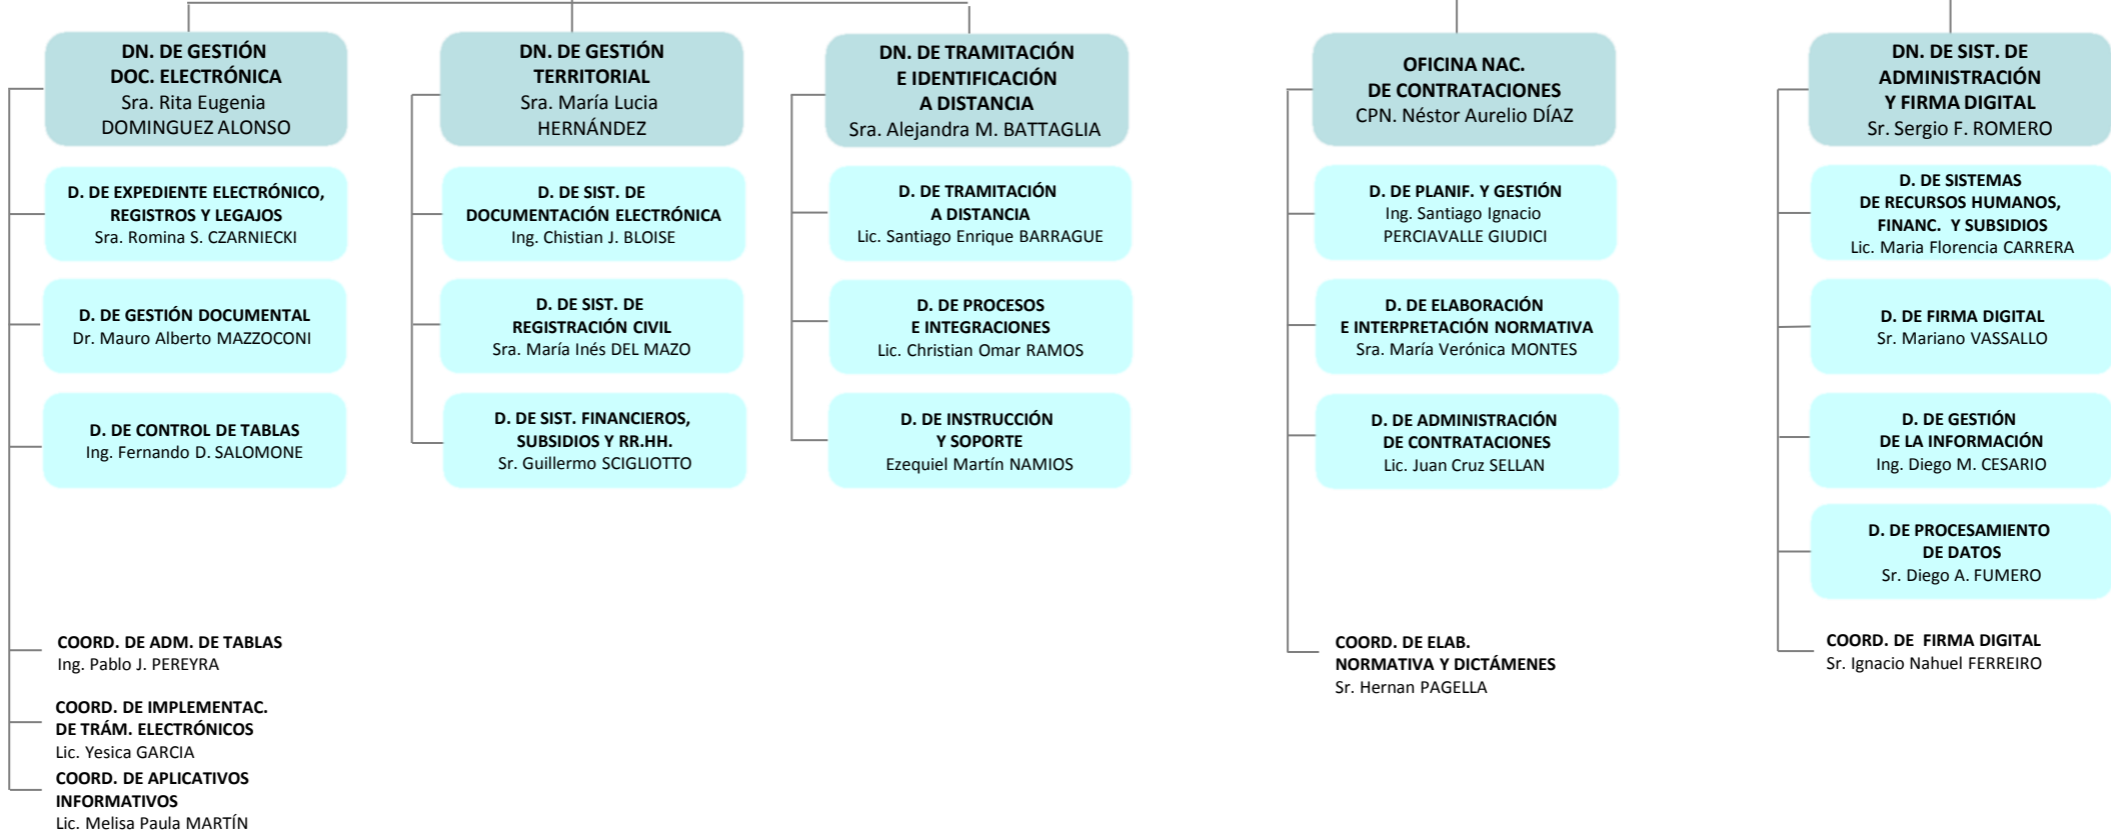 DN. DE GESTIÓN
DOC. ELECTRÓNICA
Sra. Rita Eugenia
DOMINGUEZ ALONSO
D. DE EXPEDIENTE ELECTRÓNICO,
REGISTROS Y LEGAJOS
Sra. Romina S. CZARNIECKI
D. DE GESTIÓN DOCUMENTAL
Dr. Mauro Alberto MAZZOCONI
D. DE CONTROL DE TABLAS
Ing. Fernando D. SALOMONE
COORD. DE ADM. DE TABLAS
Ing. Pablo J. PEREYRA
COORD. DE IMPLEMENTAC.
DE TRÁM. ELECTRÓNICOS
Lic. Yesica GARCIA
COORD. DE APLICATIVOS
INFORMATIVOS
Lic. Melisa Paula MARTÍN
DN. DE GESTIÓN
TERRITORIAL
Sra. María Lucia
HERNÁNDEZ
D. DE SIST. DE
DOCUMENTACIÓN ELECTRÓNICA
Ing. Chistian J. BLOISE
D. DE SIST. DE
REGISTRACIÓN CIVIL
Sra. María Inés DEL MAZO
D. DE SIST. FINANCIEROS,
SUBSIDIOS Y RR.HH.
Sr. Guillermo SCIGLIOTTO
DN. DE TRAMITACIÓN
E IDENTIFICACIÓN
A DISTANCIA
Sra. Alejandra M. BATTAGLIA
D. DE TRAMITACIÓN
A DISTANCIA
Lic. Santiago Enrique BARRAGUE
D. DE PROCESOS
E INTEGRACIONES
Lic. Christian Omar RAMOS
D. DE INSTRUCCIÓN
Y SOPORTE
Ezequiel Martín NAMIOS
OFICINA NAC.
DE CONTRATACIONES
CPN. Néstor Aurelio DÍAZ
D. DE PLANIF. Y GESTIÓN
Ing. Santiago Ignacio
PERCIAVALLE GIUDICI
D. DE ELABORACIÓN
E INTERPRETACIÓN NORMATIVA
Sra. María Verónica MONTES
D. DE ADMINISTRACIÓN
DE CONTRATACIONES
Lic. Juan Cruz SELLAN
COORD. DE ELAB.
NORMATIVA Y DICTÁMENES
Sr. Hernan PAGELLA
DN. DE SIST. DE
ADMINISTRACIÓN
Y FIRMA DIGITAL
Sr. Sergio F. ROMERO
D. DE SISTEMAS
DE RECURSOS HUMANOS,
FINANC. Y SUBSIDIOS
Lic. Maria Florencia CARRERA
D. DE FIRMA DIGITAL
Sr. Mariano VASSALLO
D. DE GESTIÓN
DE LA INFORMACIÓN
Ing. Diego M. CESARIO
D. DE PROCESAMIENTO
DE DATOS
Sr. Diego A. FUMERO
COORD. DE FIRMA DIGITAL
Sr. Ignacio Nahuel FERREIRO